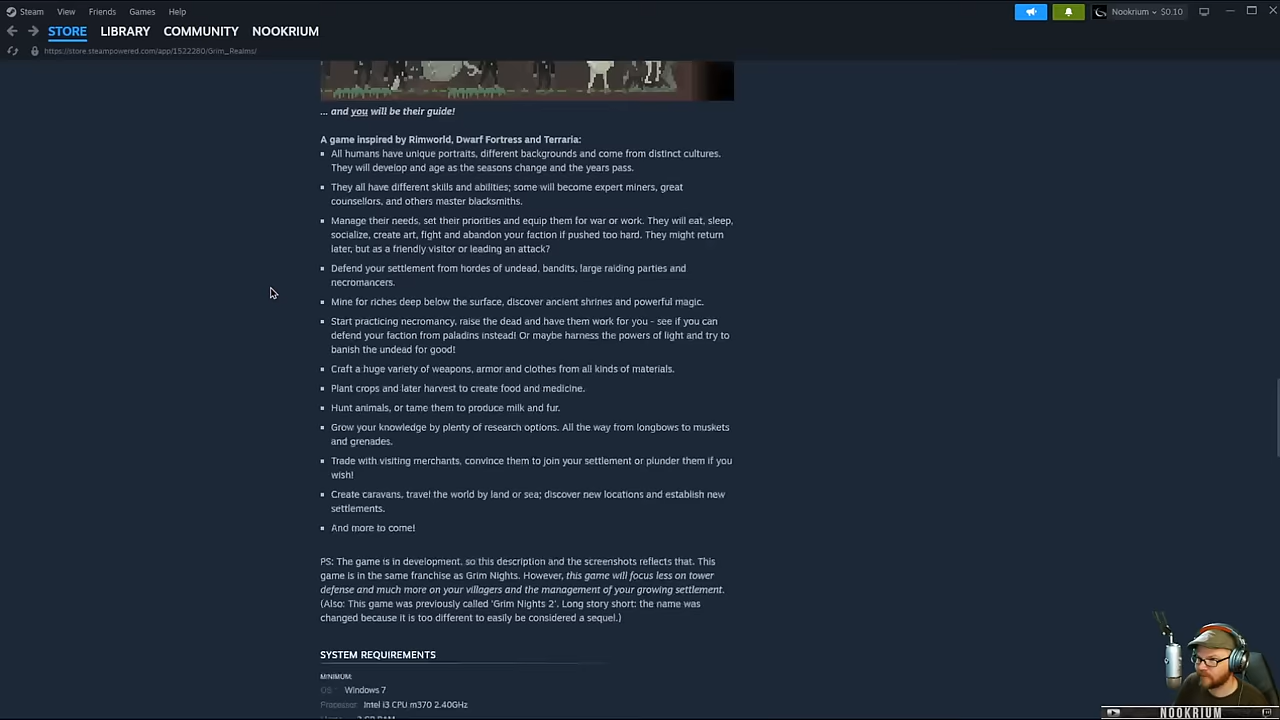 Steam View Friends Games Help Nookrium $0.10
STORE LIBRARY COMMUNITY NOOKRIUM
https://store.steampowered.com/app/1522280/Grim_Realms/
... and you will be their guide!
A game inspired by Rimworld, Dwarf Fortress and Terraria:
All humans have unique portraits, different backgrounds and come from distinct cultures.
They will develop and age as the seasons change and the years pass.
They all have different skills and abilities; some will become expert miners, great
counsellors, and others master blacksmiths.
Manage their needs, set their priorities and equip them for war or work. They will eat, sleep,
socialize, create art, fight and abandon your faction if pushed too hard. They might return
later, but as a friendly visitor or leading an attack?
Defend your settlement from hordes of undead, bandits, large raiding parties and
necromancers.
Mine for riches deep below the surface, discover ancient shrines and powerful magic.
Start practicing necromancy, raise the dead and have them work for you - see if you can
defend your faction from paladins instead! Or maybe harness the powers of light and try to
banish the undead for good!
Craft a huge variety of weapons, armor and clothes from all kinds of materials.
Plant crops and later harvest to create food and medicine.
Hunt animals, or tame them to produce milk and fur.
Grow your knowledge by plenty of research options. All the way from longbows to muskets
and grenades.
Trade with visiting merchants, convince them to join your settlement or plunder them if you
wish!
Create caravans, travel the world by land or sea; discover new locations and establish new
settlements.
And more to come!
PS: The game is in development, so this description and the screenshots reflects that. This
game is in the same franchise as Grim Nights. However, this game will focus less on tower
defense and much more on your villagers and the management of your growing settlement.
(Also: This game was previously called 'Grim Nights 2'. Long story short: the name was
changed because it is too different to easily be considered a sequel.)
SYSTEM REQUIREMENTS
MINIMUM:
OS: Windows 7
Processor: Intel i3 CPU m370 2.40GHz
NOOKRIUM